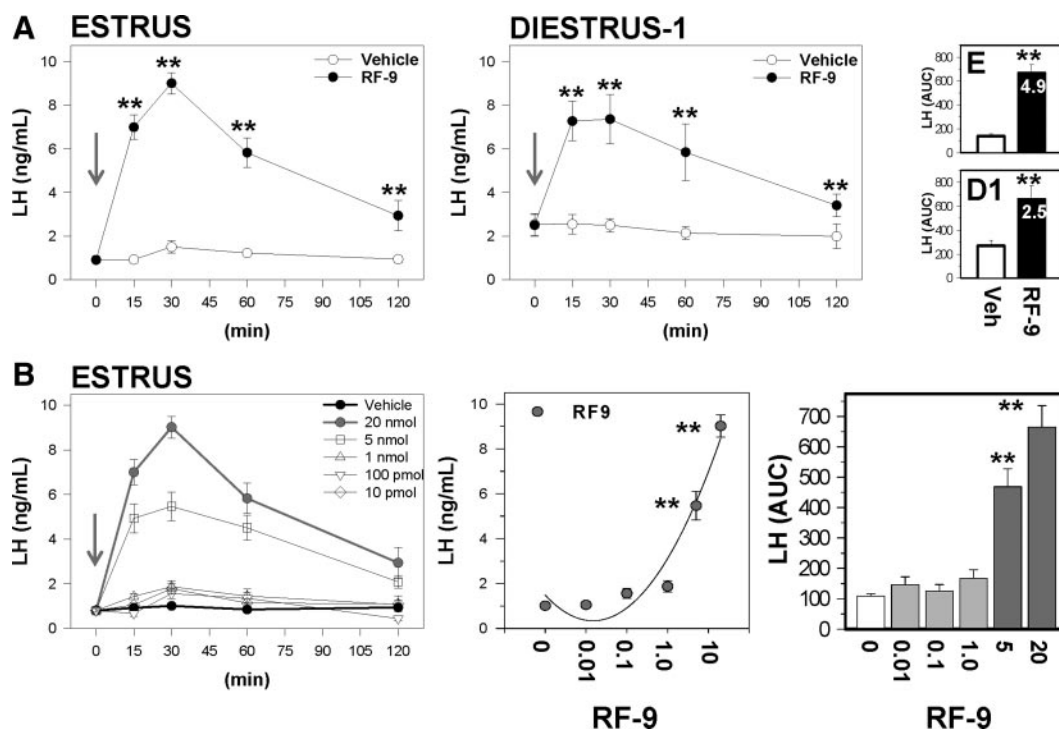 A
ESTRUS
Vehicle
RF-9
LH (ng/mL)
10
8
6
4
2
0
**
**
**
**
0 15 30 45 60 75 90 105 120
(min)
DIESTRUS-1
Vehicle
RF-9
LH (ng/mL)
10
8
6
4
2
0
**
**
**
**
0 15 30 45 60 75 90 105 120
(min)
E
**
4.9
LH (AUC)
800
600
400
200
0
D1
**
2.5
LH (AUC)
800
600
400
200
0
Veh
RF-9
B
ESTRUS
Vehicle
20 nmol
5 nmol
1 nmol
100 pmol
10 pmol
LH (ng/mL)
10
8
6
4
2
0
0 15 30 45 60 75 90 105 120
(min)
RF9
LH (ng/mL)
10
8
6
4
2
0
**
**
0 0.01 0.1 1.0 10
RF-9
LH (AUC)
700
600
500
400
300
200
100
0
**
**
0 0.01 0.1 1.0 5 20
RF-9